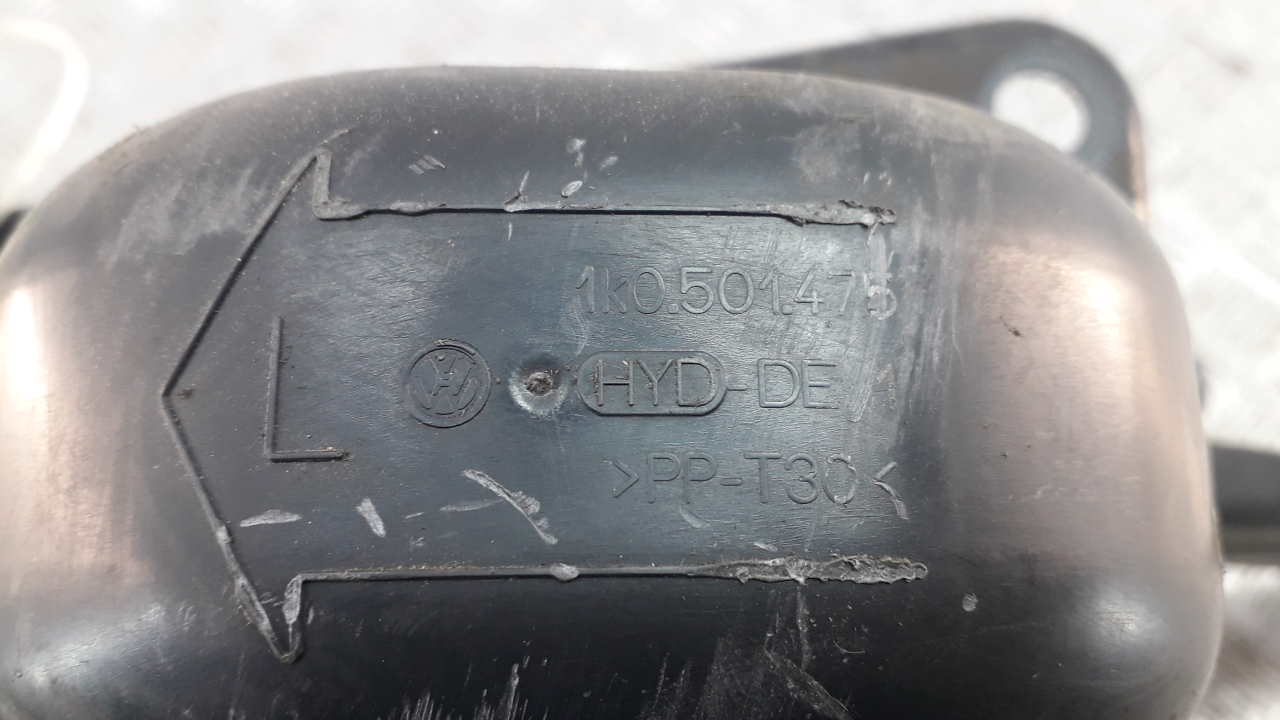 1k0.501.475
L
VW HYD-DE
>PP-T30<